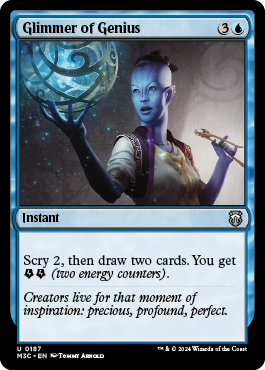 Glimmer of Genius 3
Instant
Scry 2, then draw two cards. You get
(two energy counters).
Creators live for that moment of
inspiration: precious, profound, perfect.
U 0187
M3C • EN Tommy Arnold
™ & © 2024 Wizards of the Coast